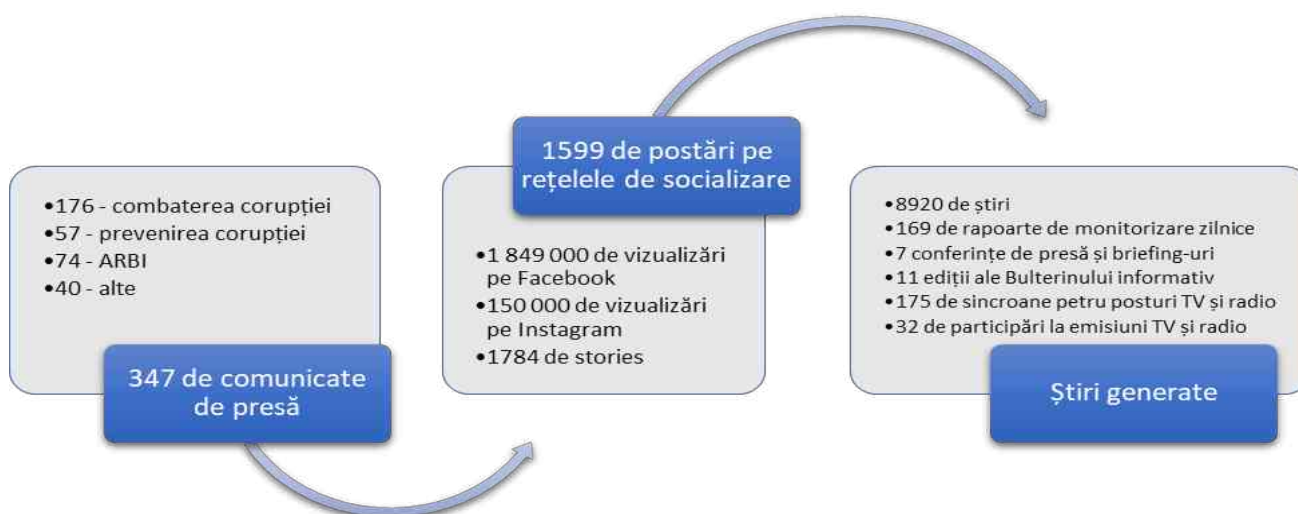 •176 - combaterea corupției
•57 - prevenirea corupției
•74 - ARBI
•40 - alte
347 de comunicate
de presă
1599 de postări pe
rețelele de socializare
•1 849 000 de vizualizări
pe Facebook
•150 000 de vizualizări
pe Instagram
•1784 de stories
•8920 de știri
•169 de rapoarte de monitorizare zilnice
•7 conferințe de presă și briefing-uri
•11 ediții ale Bulterinului informativ
•175 de sincroane petru posturi TV și radio
•32 de participări la emisiuni TV și radio
Știri generate